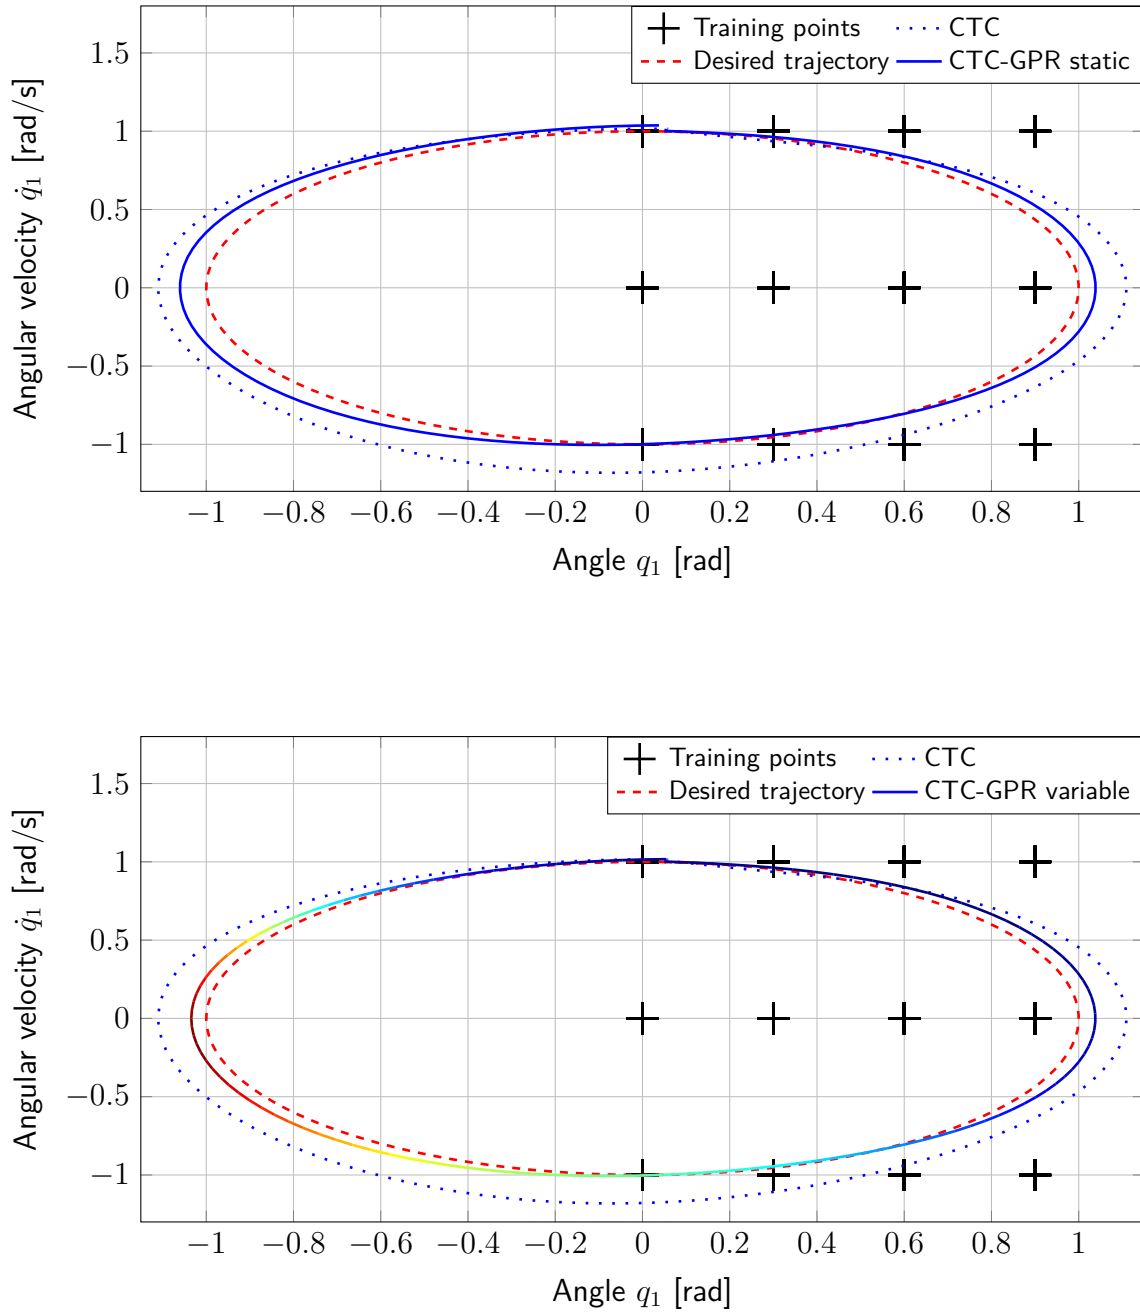 Training points CTC
Desired trajectory CTC-GPR static
1.5
1
0.5
0
−0.5
−1
Angular velocity q̇₁ [rad/s]
−1 −0.8 −0.6 −0.4 −0.2 0 0.2 0.4 0.6 0.8 1
Angle q₁ [rad]
Training points CTC
Desired trajectory CTC-GPR variable
1.5
1
0.5
0
−0.5
−1
Angular velocity q̇₁ [rad/s]
−1 −0.8 −0.6 −0.4 −0.2 0 0.2 0.4 0.6 0.8 1
Angle q₁ [rad]